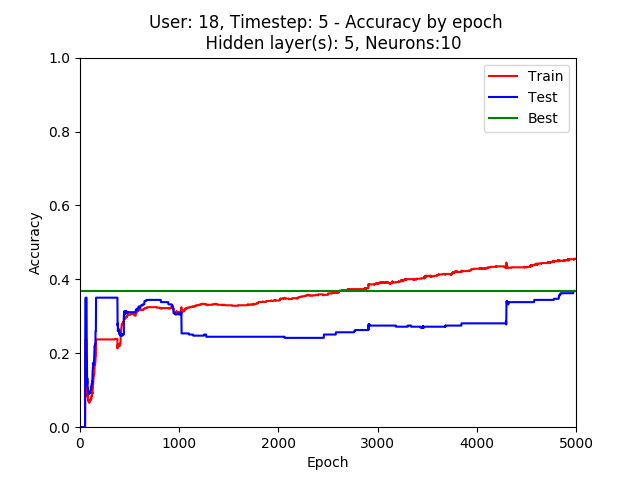 User: 18, Timestep: 5 - Accuracy by epoch
Hidden layer(s): 5, Neurons:10
1.0
0.8
0.6
0.4
0.2
0.0
Accuracy
Train
Test
Best
0
1000
2000
3000
4000
5000
Epoch